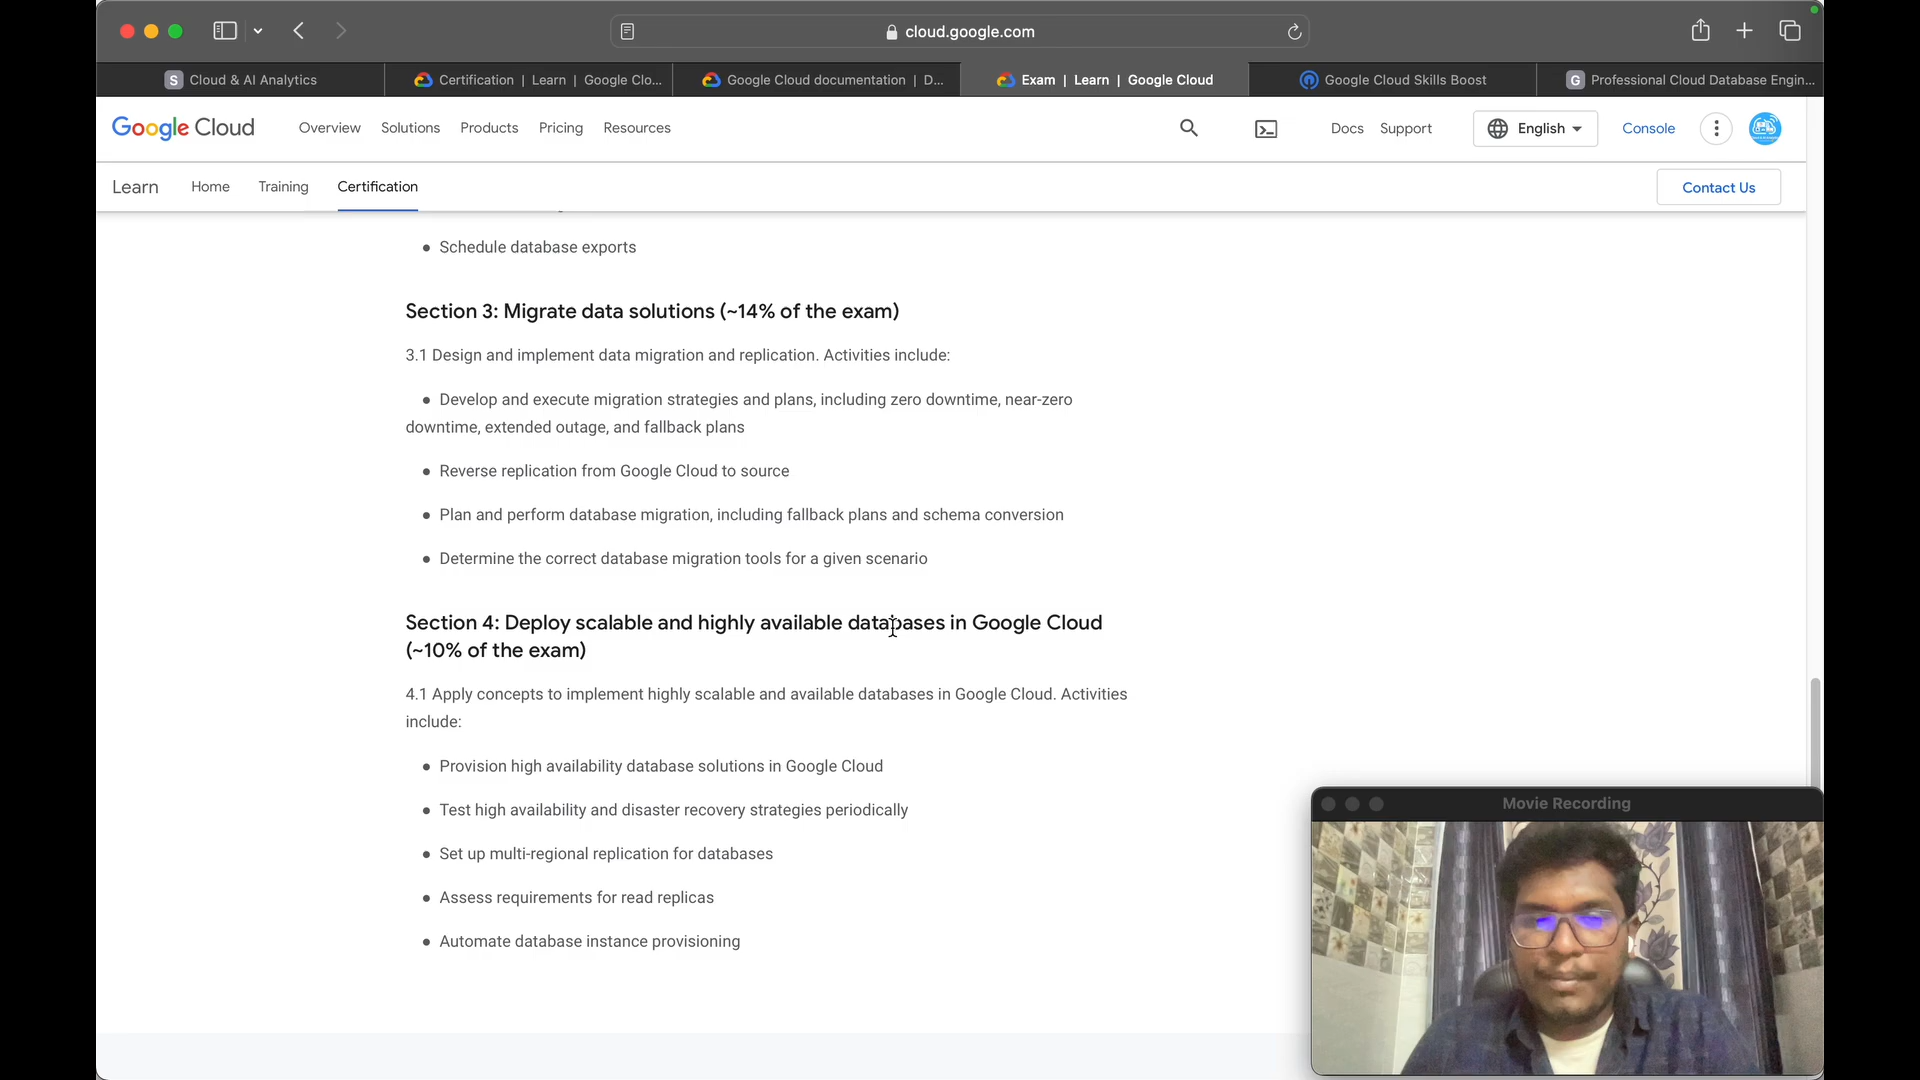 cloud.google.com
S Cloud & AI Analytics
Certification | Learn | Google Clo...
Google Cloud documentation | D...
Exam | Learn | Google Cloud
Google Cloud Skills Boost
G Professional Cloud Database Engin...
Google Cloud Overview Solutions Products Pricing Resources Docs Support English Console
Learn Home Training Certification Contact Us
• Schedule database exports
Section 3: Migrate data solutions (~14% of the exam)
3.1 Design and implement data migration and replication. Activities include:
• Develop and execute migration strategies and plans, including zero downtime, near-zero
downtime, extended outage, and fallback plans
• Reverse replication from Google Cloud to source
• Plan and perform database migration, including fallback plans and schema conversion
• Determine the correct database migration tools for a given scenario
Section 4: Deploy scalable and highly available databases in Google Cloud
(~10% of the exam)
4.1 Apply concepts to implement highly scalable and available databases in Google Cloud. Activities
include:
• Provision high availability database solutions in Google Cloud
• Test high availability and disaster recovery strategies periodically
• Set up multi-regional replication for databases
• Assess requirements for read replicas
• Automate database instance provisioning
Movie Recording